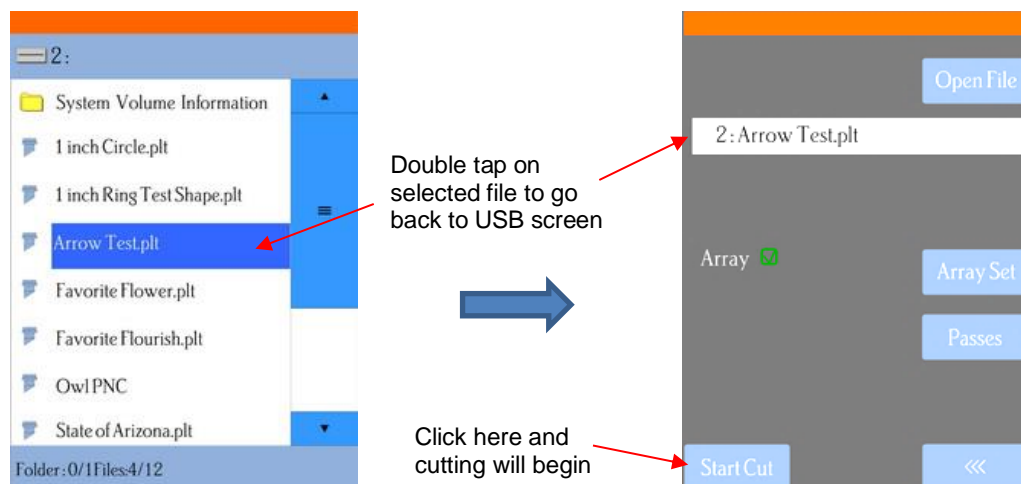 2:
System Volume Information
1 inch Circle.plt
1 inch Ring Test Shape.plt
Arrow Test.plt
Favorite Flower.plt
Favorite Flourish.plt
Owl PNC
State of Arizona.plt
Folder:0/1Files:4/12
Double tap on
selected file to go
back to USB screen
Click here and
cutting will begin
Open File
2:Arrow Test.plt
Array
Array Set
Passes
Start Cut
<<<